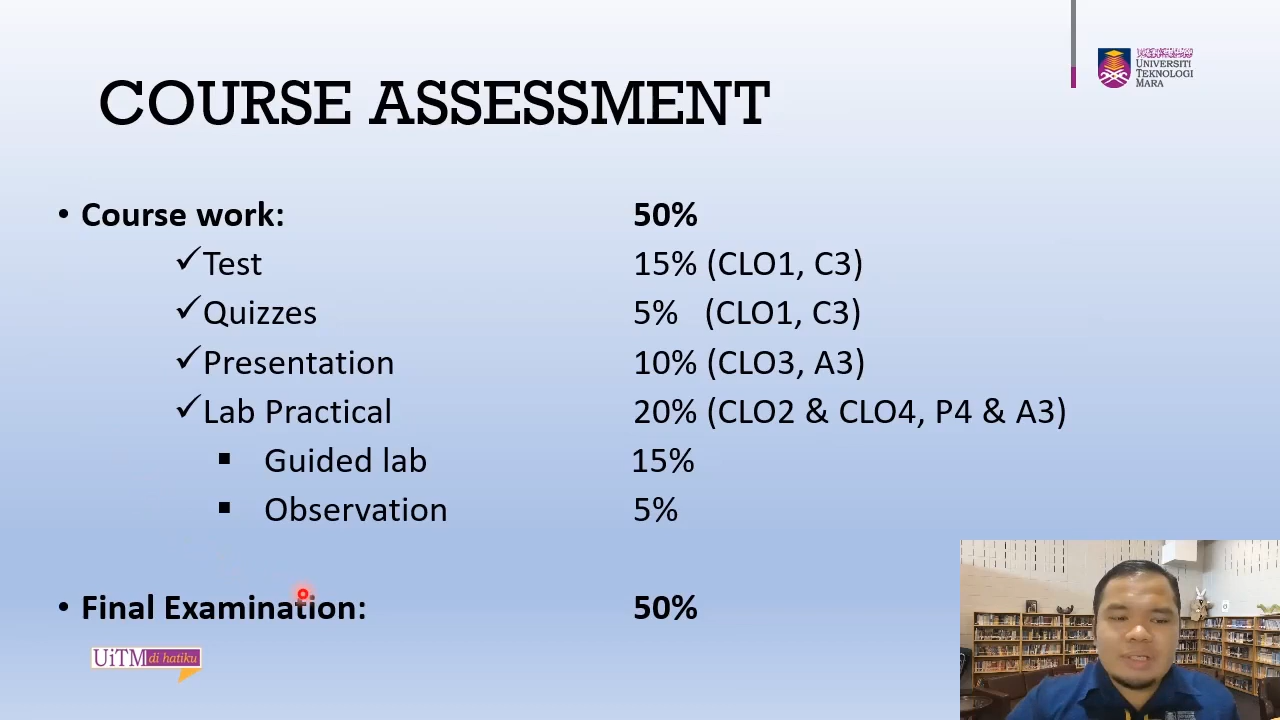 COURSE ASSESSMENT
UNIVERSITI
TEKNOLOGI
MARA
• Course work: 50%
✓Test 15% (CLO1, C3)
✓Quizzes 5% (CLO1, C3)
✓Presentation 10% (CLO3, A3)
✓Lab Practical 20% (CLO2 & CLO4, P4 & A3)
▪ Guided lab 15%
▪ Observation 5%
• Final Examination: 50%
UiTM di hatiku